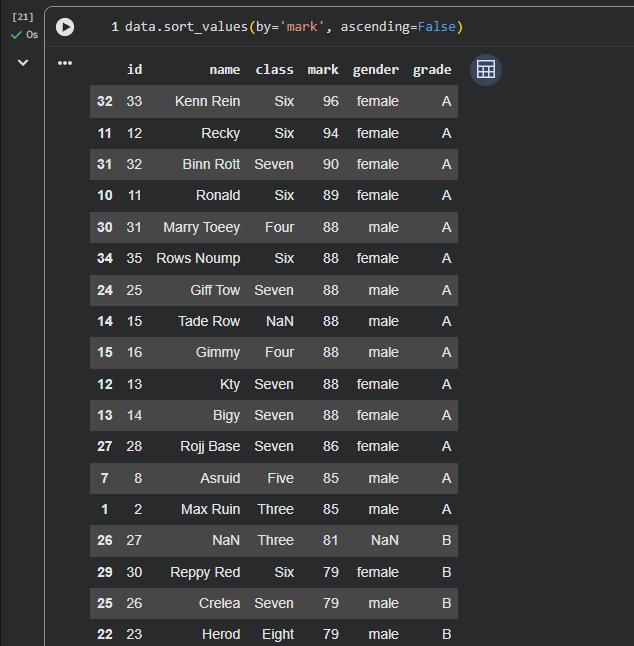 [21]
0s
1 data.sort_values(by='mark', ascending=False)
id name class mark gender grade
32 33 Kenn Rein Six 96 female A
11 12 Recky Six 94 female A
31 32 Binn Rott Seven 90 female A
10 11 Ronald Six 89 female A
30 31 Marry Toeey Four 88 male A
34 35 Rows Noump Six 88 female A
24 25 Giff Tow Seven 88 male A
14 15 Tade Row NaN 88 male A
15 16 Gimmy Four 88 male A
12 13 Kty Seven 88 female A
13 14 Bigy Seven 88 female A
27 28 Rojj Base Seven 86 female A
7 8 Asruid Five 85 male A
1 2 Max Ruin Three 85 male A
26 27 NaN Three 81 NaN B
29 30 Reppy Red Six 79 female B
25 26 Crelea Seven 79 male B
22 23 Herod Eight 79 male B